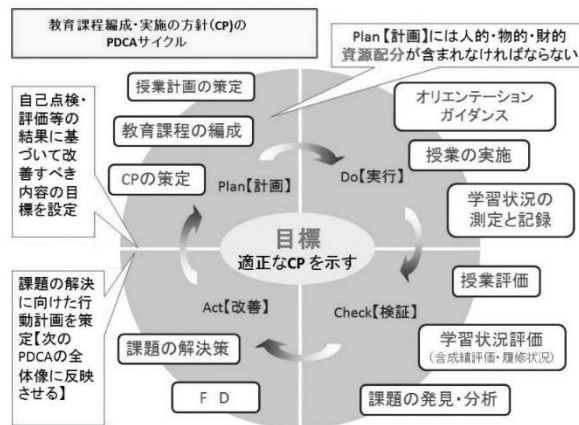 教育課程編成・実施の方針(CP)の
PDCAサイクル
Plan【計画】には人的・物的・財的
資源配分が含まれなければならない
授業計画の策定
教育課程の編成
CPの策定
Plan【計画】
自己点検・
評価等の
結果に基
づいて改
善すべき
内容の目
標を設定
オリエンテーション
ガイダンス
授業の実施
Do【実行】
学習状況の
測定と記録
目標
適正なCPを示す
授業評価
Check【検証】
学習状況評価
(含成績評価・履修状況)
課題の発見・分析
Act【改善】
課題の解決策
FD
課題の解決
に向けた行
動計画を策
定【次の
PDCAの全
体像に反映
させる】